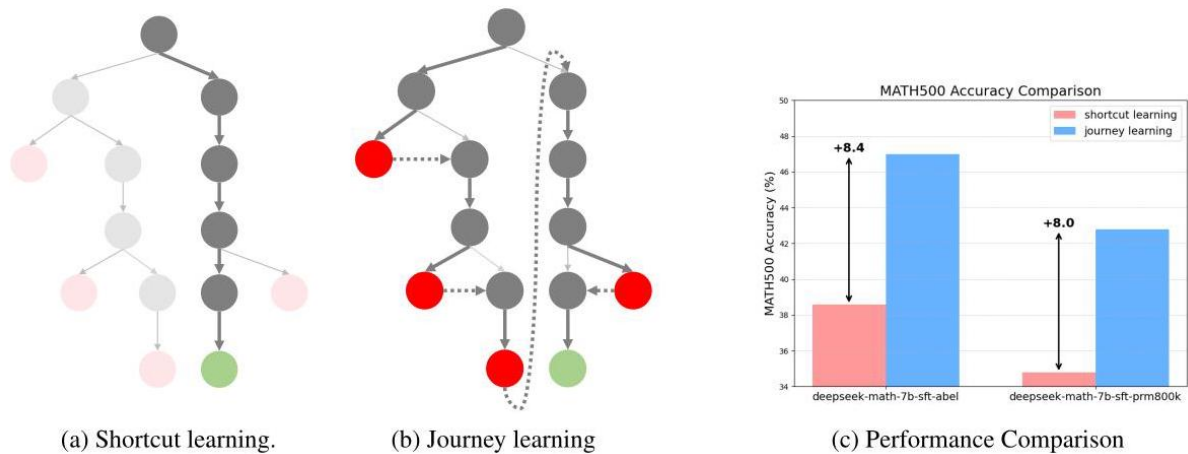 MATH500 Accuracy Comparison
50
48
46
44
42
40
38
36
34
MATH500 Accuracy (%)
shortcut learning
journey learning
+8.4
+8.0
deepseek-math-7b-sft-abel
deepseek-math-7b-sft-prm800k
(a) Shortcut learning.
(b) Journey learning
(c) Performance Comparison